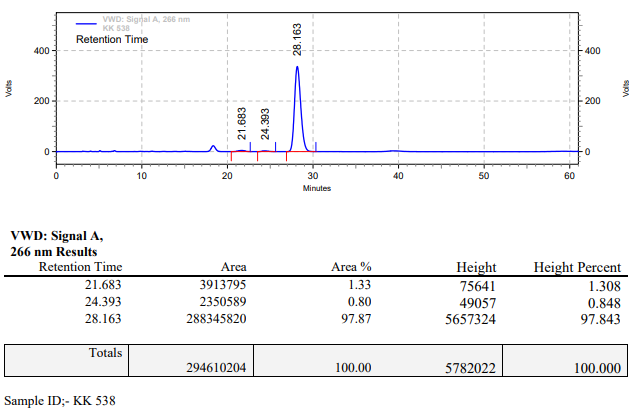 VWD: Signal A, 266 nm
KK 538
Retention Time
28.163
21.683
24.393
400
200
0
400
200
0
Volts
Volts
0 10 20 30 40 50 60
Minutes
VWD: Signal A,
266 nm Results
Retention Time Area Area % Height Height Percent
21.683 3913795 1.33 75641 1.308
24.393 2350589 0.80 49057 0.848
28.163 288345820 97.87 5657324 97.843
Totals
294610204 100.00 5782022 100.000
Sample ID;- KK 538